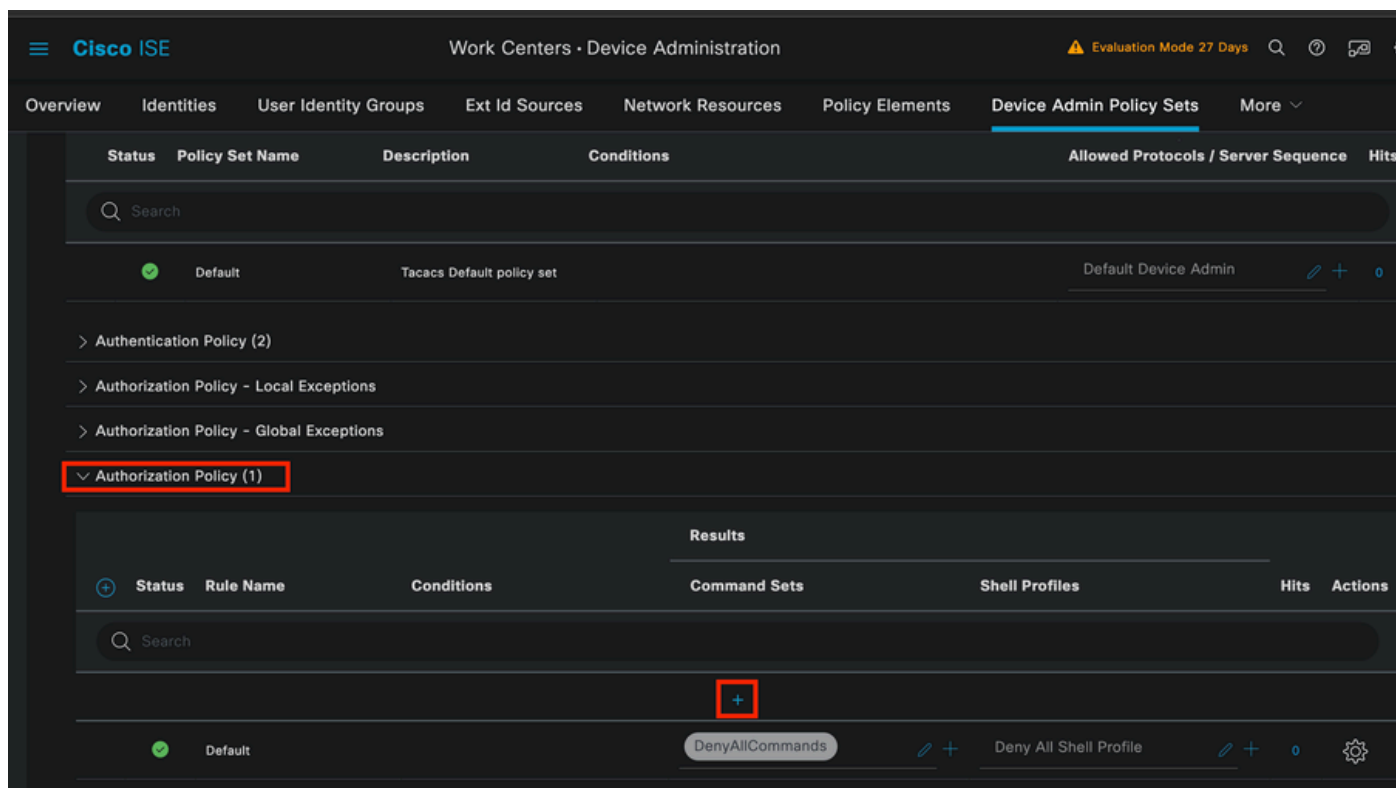 Cisco ISE Work Centers · Device Administration Evaluation Mode 27 Days
Overview Identities User Identity Groups Ext Id Sources Network Resources Policy Elements Device Admin Policy Sets More
Status Policy Set Name Description Conditions Allowed Protocols / Server Sequence Hits
Search
Default Tacacs Default policy set Default Device Admin 0
Authentication Policy (2)
Authorization Policy - Local Exceptions
Authorization Policy - Global Exceptions
Authorization Policy (1)
Results
Status Rule Name Conditions Command Sets Shell Profiles Hits Actions
Search
+
Default DenyAllCommands Deny All Shell Profile 0